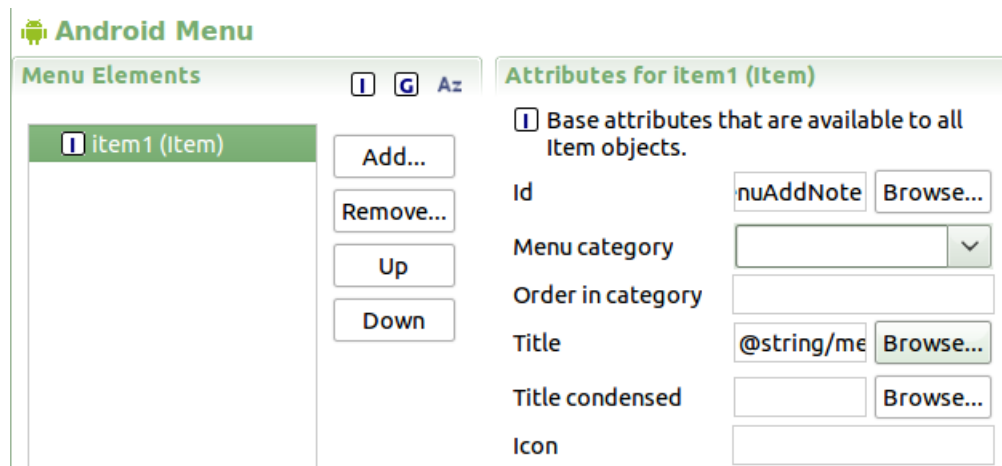 Android Menu
Menu Elements
I G Az
I item1 (Item)
Add...
Remove...
Up
Down
Attributes for item1 (Item)
I Base attributes that are available to all
Item objects.
Id nuAddNote Browse...
Menu category
Order in category
Title @string/me Browse...
Title condensed Browse...
Icon